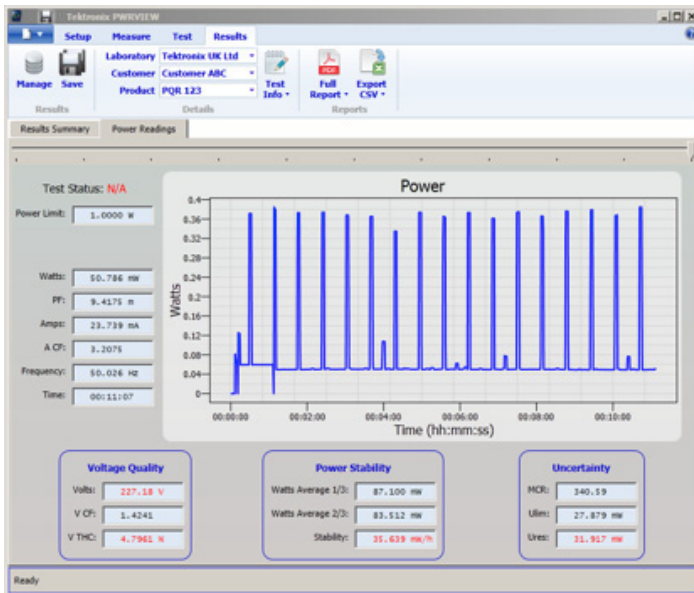 Tektronix PWRVIEW
Setup Measure Test Results
Manage Save
Laboratory Tektronix UK Ltd
Customer Customer ABC
Product PQR 123
Test Info
Full Report
Export CSV
Results Details Reports
Results Summary Power Readings
Test Status: N/A
Power Limit: 1.0000 W
Watts: 50.786 mW
PF: 9.4175 m
Amps: 23.739 mA
A CF: 3.2075
Frequency: 50.026 Hz
Time: 00:11:07
Power
Watts
0.4
0.36
0.32
0.28
0.24
0.2
0.16
0.12
0.08
0.04
0
00:00:00 00:02:00 00:04:00 00:06:00 00:08:00 00:10:00
Time (hh:mm:ss)
Voltage Quality
Volts: 227.18 V
V CF: 1.4241
V THC: 4.7961 %
Power Stability
Watts Average 1/3: 87.100 mW
Watts Average 2/3: 83.512 mW
Stability: 35.639 mW/h
Uncertainty
MCR: 340.59
Ulim: 27.879 mW
Ures: 31.917 mW
Ready